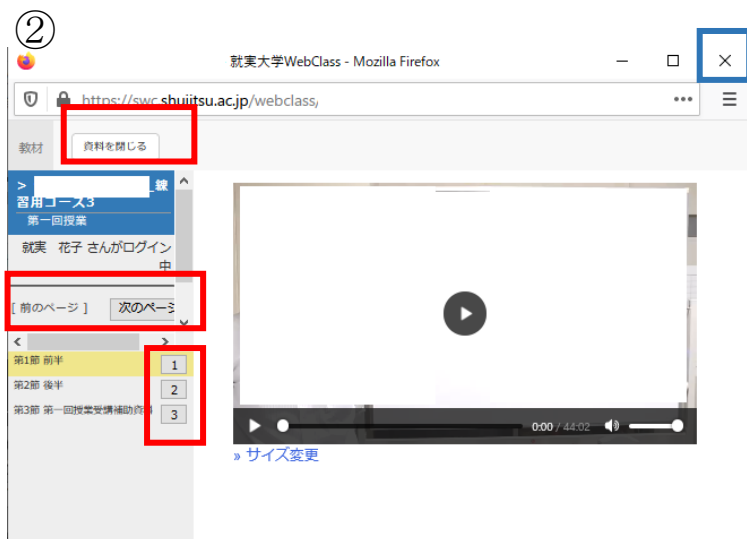 ②
就実大学WebClass - Mozilla Firefox
https://swc.shujitsu.ac.jp/webclass/
教材
資料を閉じる
> _練
習用コース3
第一回授業
就実 花子 さんがログイン
中
[ 前のページ ] 次のページ
第1節 前半 1
第2節 後半 2
第3節 第一回授業受講補助資料 3
0:00 / 44:02
» サイズ変更